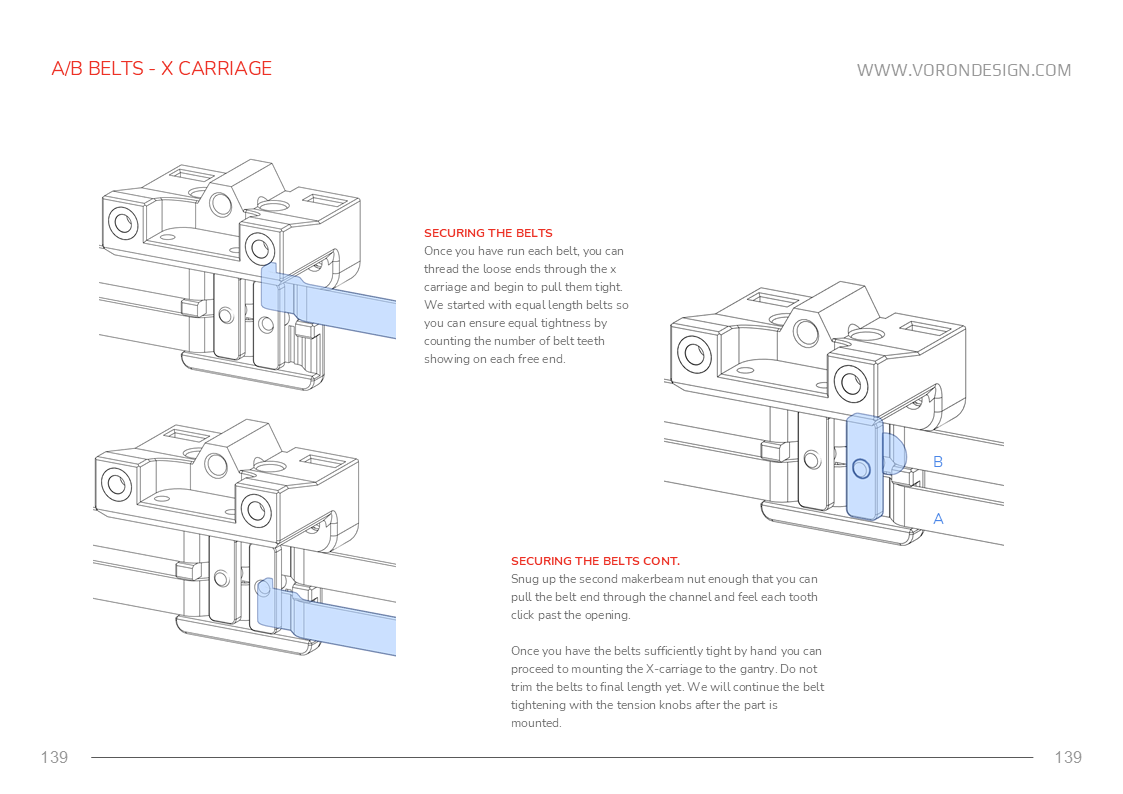 A/B BELTS - X CARRIAGE
WWW.VORONDESIGN.COM
SECURING THE BELTS
Once you have run each belt, you can
thread the loose ends through the x
carriage and begin to pull them tight.
We started with equal length belts so
you can ensure equal tightness by
counting the number of belt teeth
showing on each free end.
B
A
SECURING THE BELTS CONT.
Snug up the second makerbeam nut enough that you can
pull the belt end through the channel and feel each tooth
click past the opening.
Once you have the belts sufficiently tight by hand you can
proceed to mounting the X-carriage to the gantry. Do not
trim the belts to final length yet. We will continue the belt
tightening with the tension knobs after the part is
mounted.
139
139